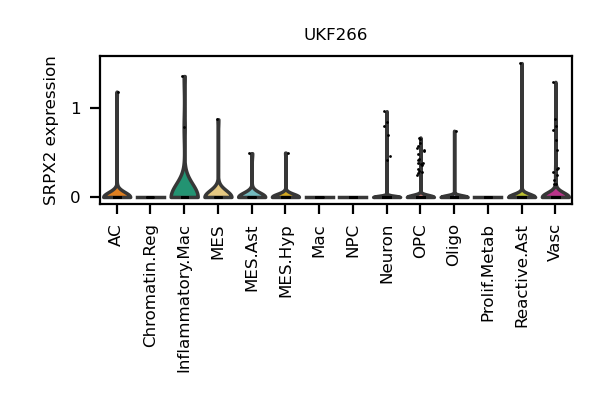 UKF266
SRPX2 expression
1
0
AC
Chromatin.Reg
Inflammatory.Mac
MES
MES.Ast
MES.Hyp
Mac
NPC
Neuron
OPC
Oligo
Prolif.Metab
Reactive.Ast
Vasc